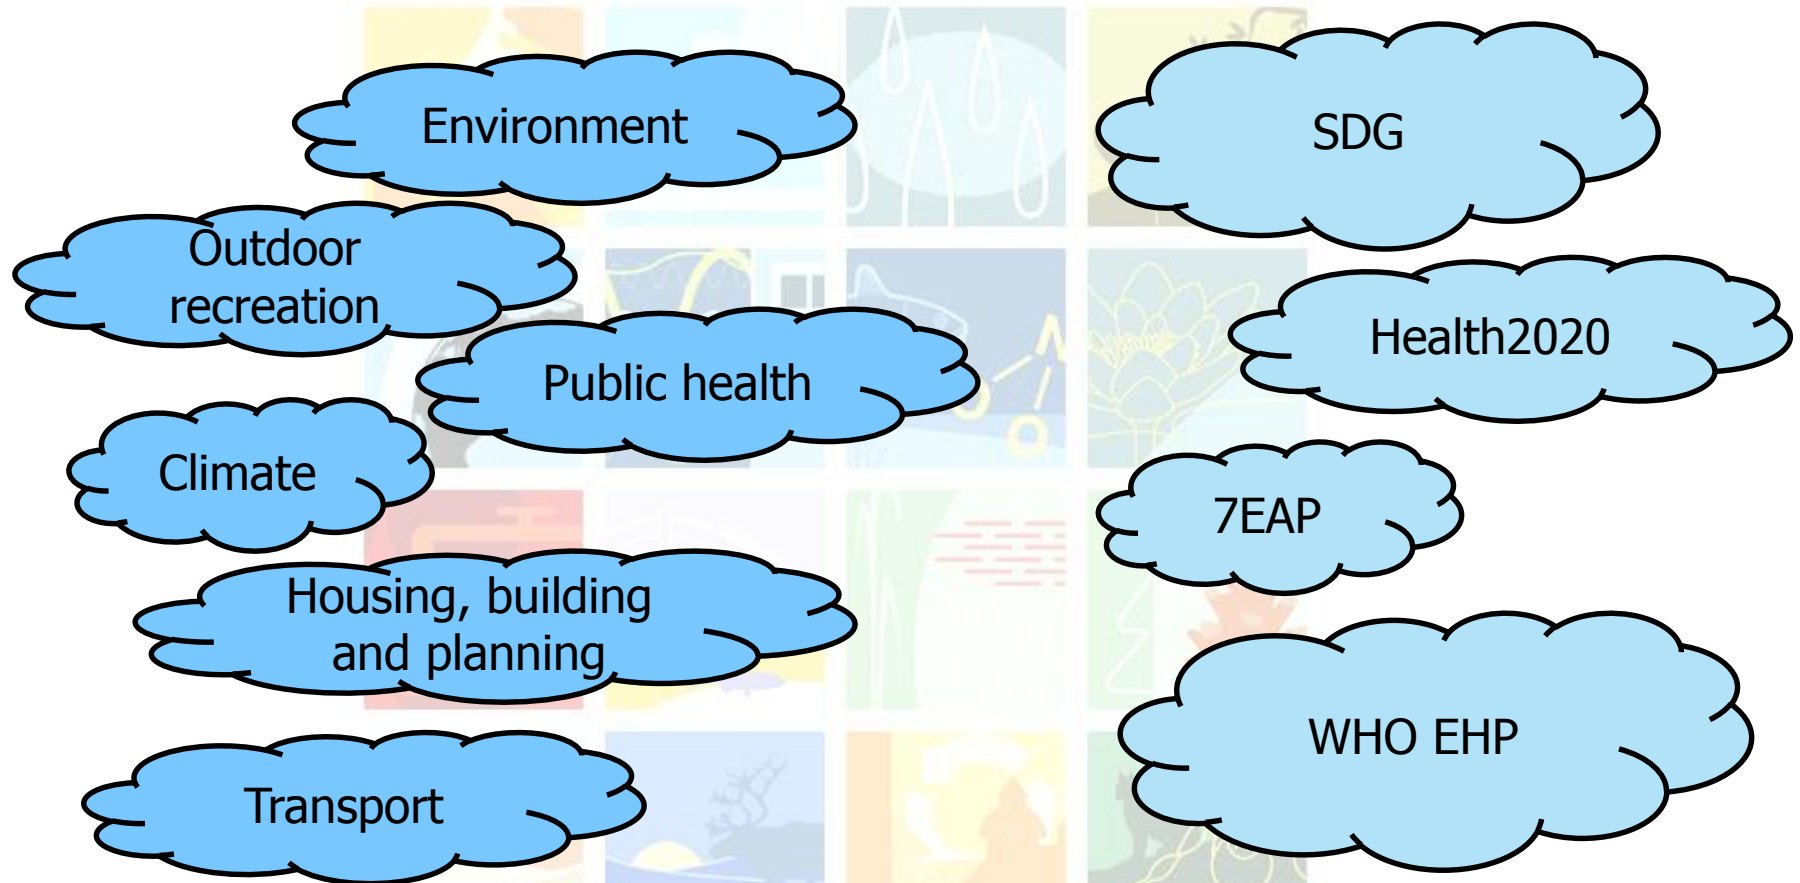 Environment
Outdoor
recreation
Public health
Climate
Housing, building
and planning
Transport
SDG
Health2020
7EAP
WHO EHP